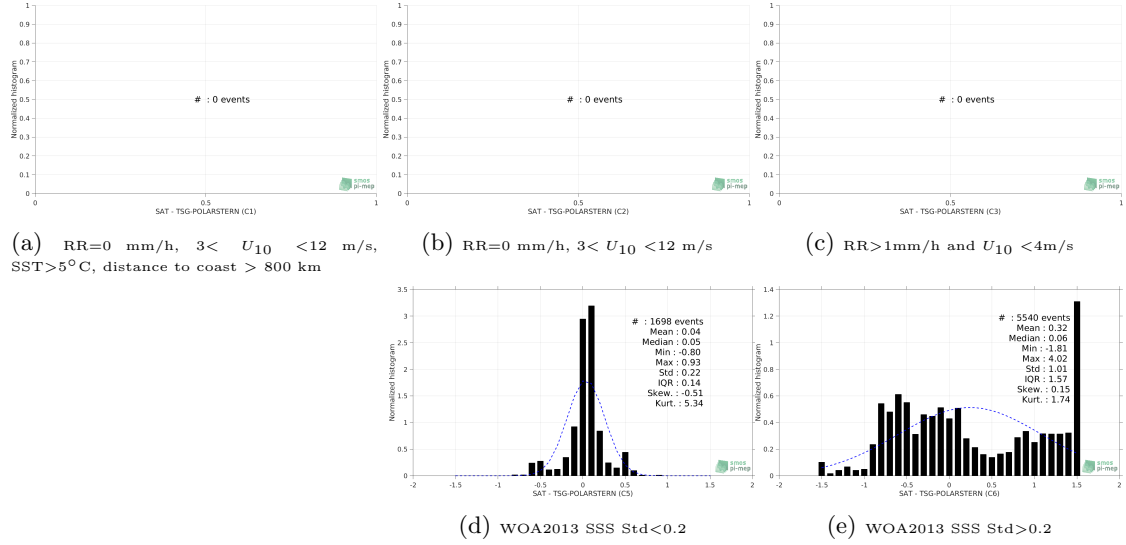 1
0.9
0.8
0.7
0.6
0.5
0.4
0.3
0.2
0.1
0
Normalized histogram
# : 0 events
smos
pi-mep
0 0.5 1
SAT - TSG-POLARSTERN (C1)
(a) RR=0 mm/h, 3< U10 <12 m/s,
SST>5°C, distance to coast > 800 km
1
0.9
0.8
0.7
0.6
0.5
0.4
0.3
0.2
0.1
0
Normalized histogram
# : 0 events
smos
pi-mep
0 0.5 1
SAT - TSG-POLARSTERN (C2)
(b) RR=0 mm/h, 3< U10 <12 m/s
1
0.9
0.8
0.7
0.6
0.5
0.4
0.3
0.2
0.1
0
Normalized histogram
# : 0 events
smos
pi-mep
0 0.5 1
SAT - TSG-POLARSTERN (C3)
(c) RR>1mm/h and U10 <4m/s
3.5
3
2.5
2
1.5
1
0.5
0
Normalized histogram
# : 1698 events
Mean : 0.04
Median : 0.05
Min : -0.80
Max : 0.93
Std : 0.22
IQR : 0.14
Skew. : -0.51
Kurt. : 5.34
smos
pi-mep
-2 -1.5 -1 -0.5 0 0.5 1 1.5 2
SAT - TSG-POLARSTERN (C5)
(d) WOA2013 SSS Std<0.2
1.4
1.2
1
0.8
0.6
0.4
0.2
0
Normalized histogram
# : 5540 events
Mean : 0.32
Median : 0.06
Min : -1.81
Max : 4.02
Std : 1.01
IQR : 1.57
Skew. : 0.15
Kurt. : 1.74
smos
pi-mep
-2 -1.5 -1 -0.5 0 0.5 1 1.5 2
SAT - TSG-POLARSTERN (C6)
(e) WOA2013 SSS Std>0.2